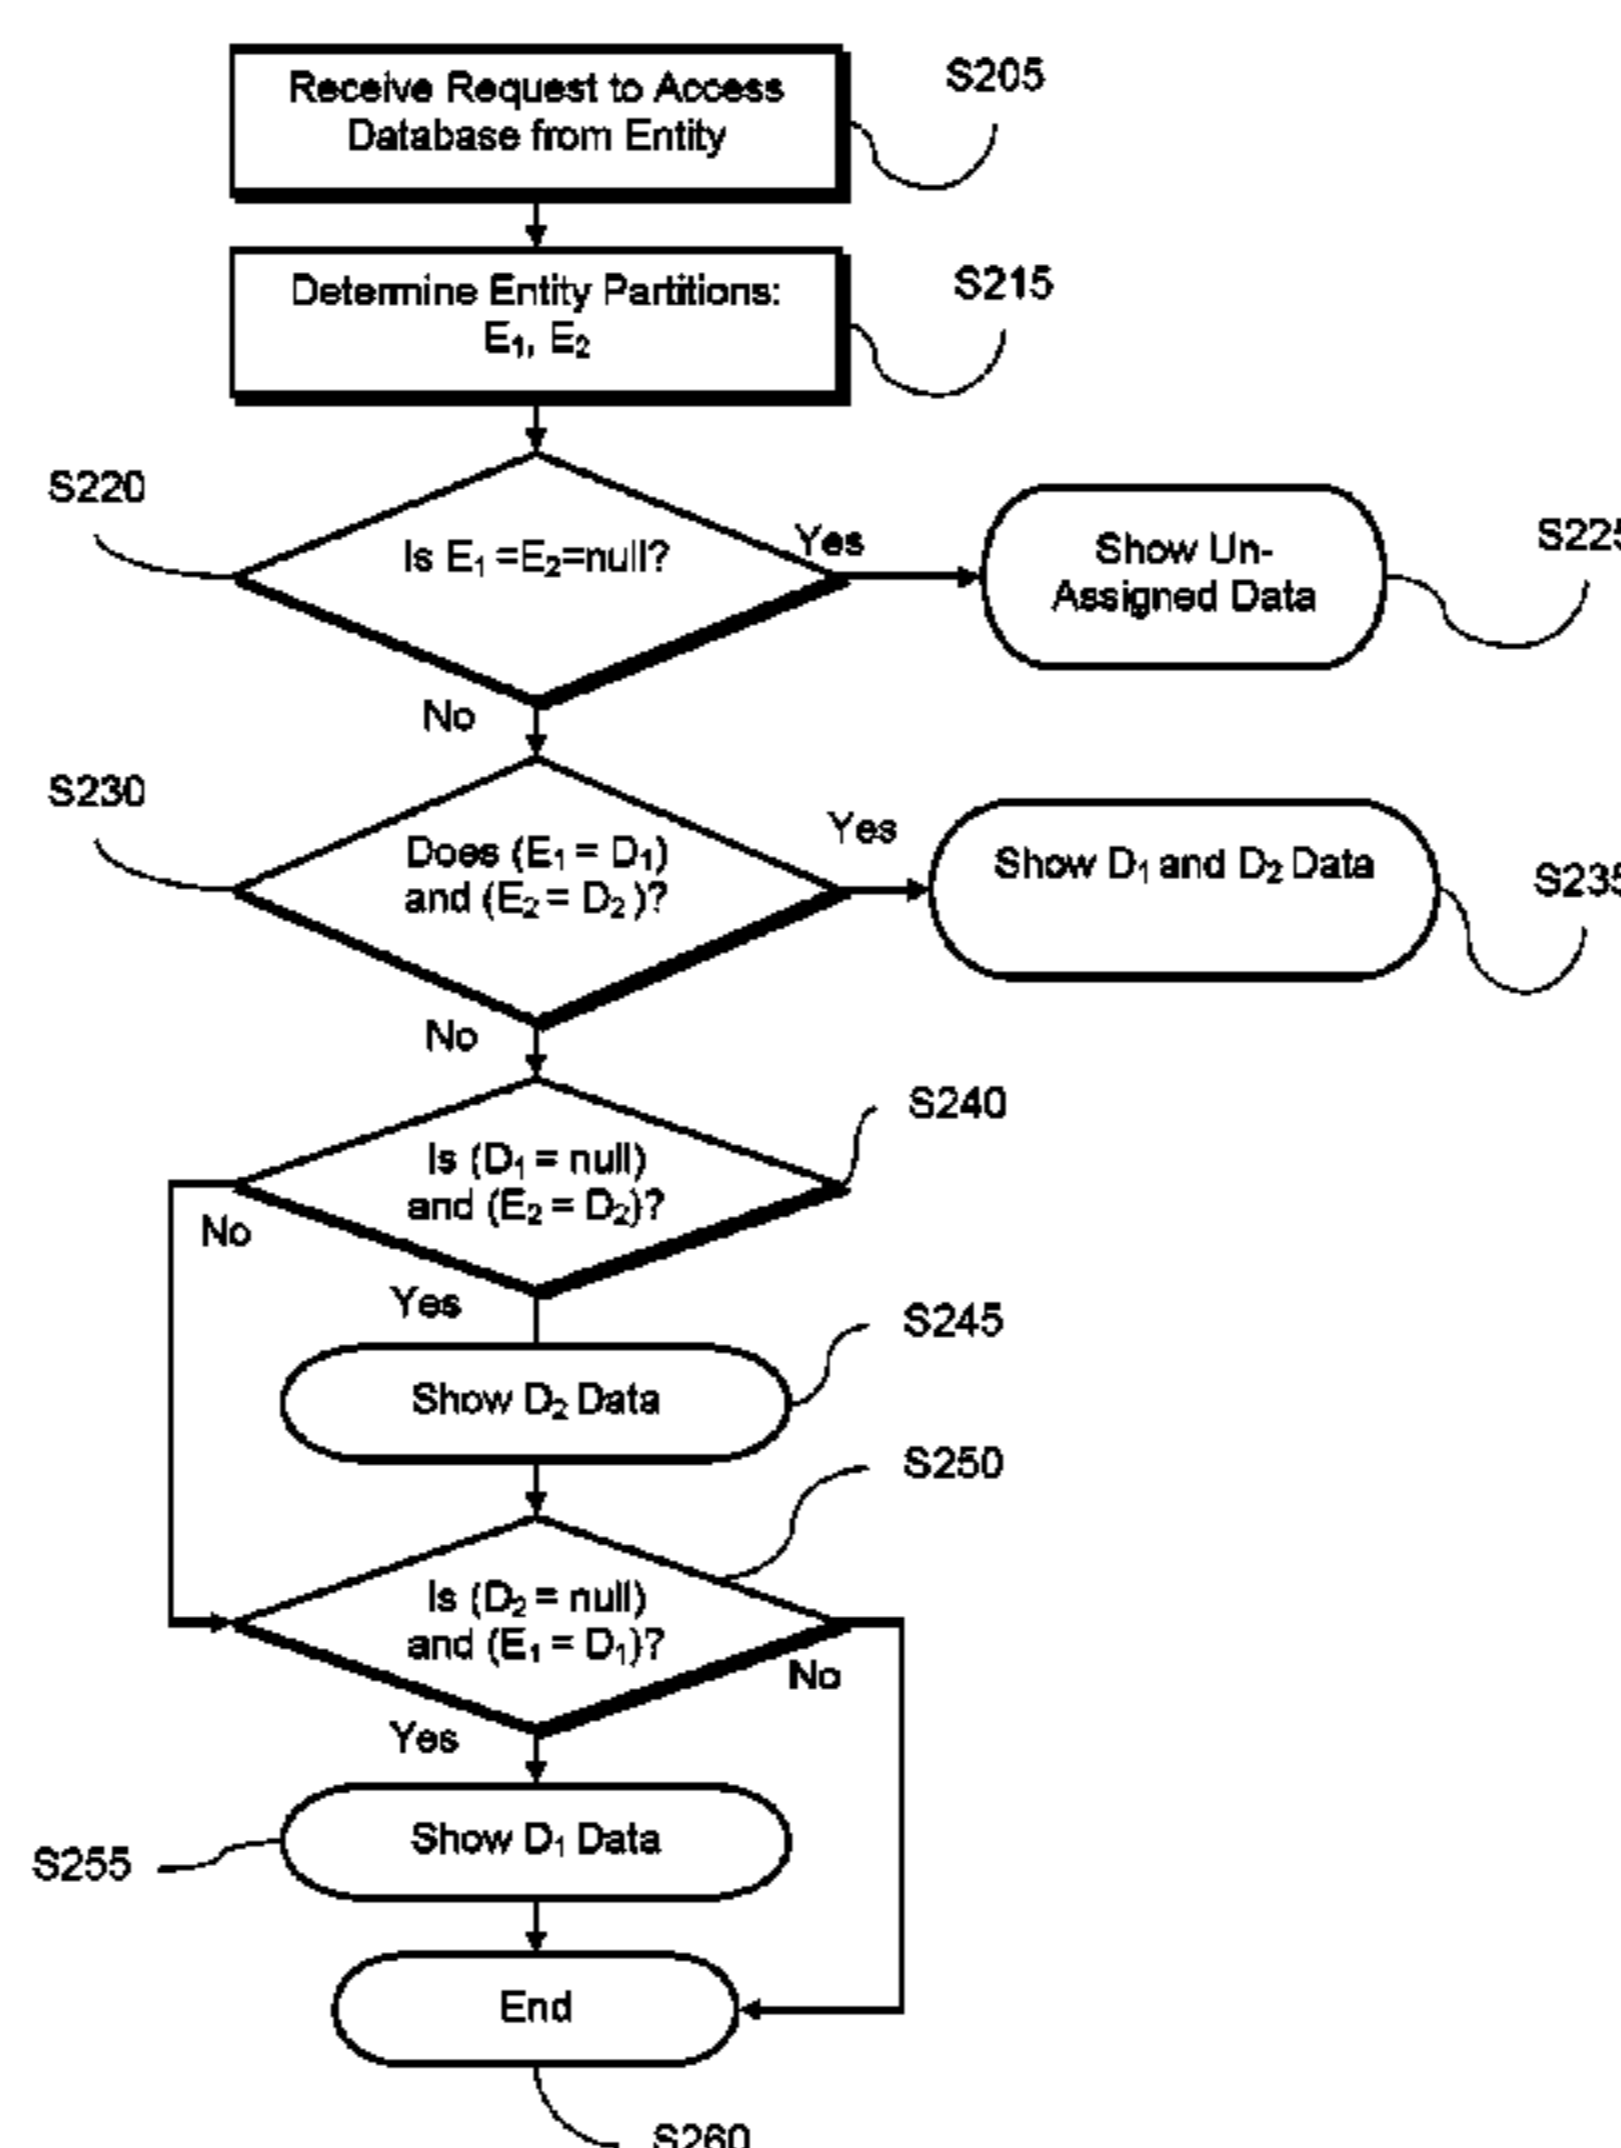 Receive Request to Access
Database from Entity
S205
Determine Entity Partitions:
E₁, E₂
S215
S220
Is E₁ =E₂=null?
Yes
Show Un-
Assigned Data
S225
No
S230
Does (E₁ = D₁)
and (E₂ = D₂)?
Yes
Show D₁ and D₂ Data
S235
No
S240
Is (D₁ = null)
and (E₂ = D₂)?
No
Yes
S245
Show D₂ Data
S250
Is (D₂ = null)
and (E₁ = D₁)?
No
Yes
Show D₁ Data
S255
End
S260